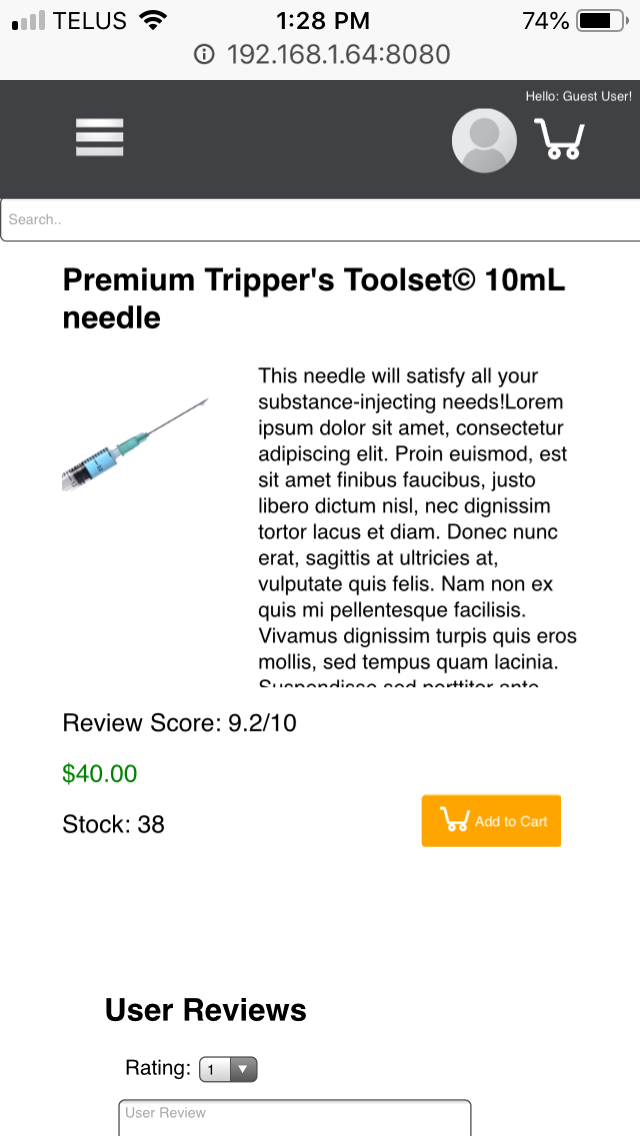 TELUS 1:28 PM 74%
192.168.1.64:8080
Hello: Guest User!
Search..
Premium Tripper's Toolset© 10mL
needle
This needle will satisfy all your
substance-injecting needs!Lorem
ipsum dolor sit amet, consectetur
adipiscing elit. Proin euismod, est
sit amet finibus faucibus, justo
libero dictum nisl, nec dignissim
tortor lacus et diam. Donec nunc
erat, sagittis at ultricies at,
vulputate quis felis. Nam non ex
quis mi pellentesque facilisis.
Vivamus dignissim turpis quis eros
mollis, sed tempus quam lacinia.
Suspendisse sed porttitor ante
Review Score: 9.2/10
$40.00
Stock: 38
Add to Cart
User Reviews
Rating: 1
User Review